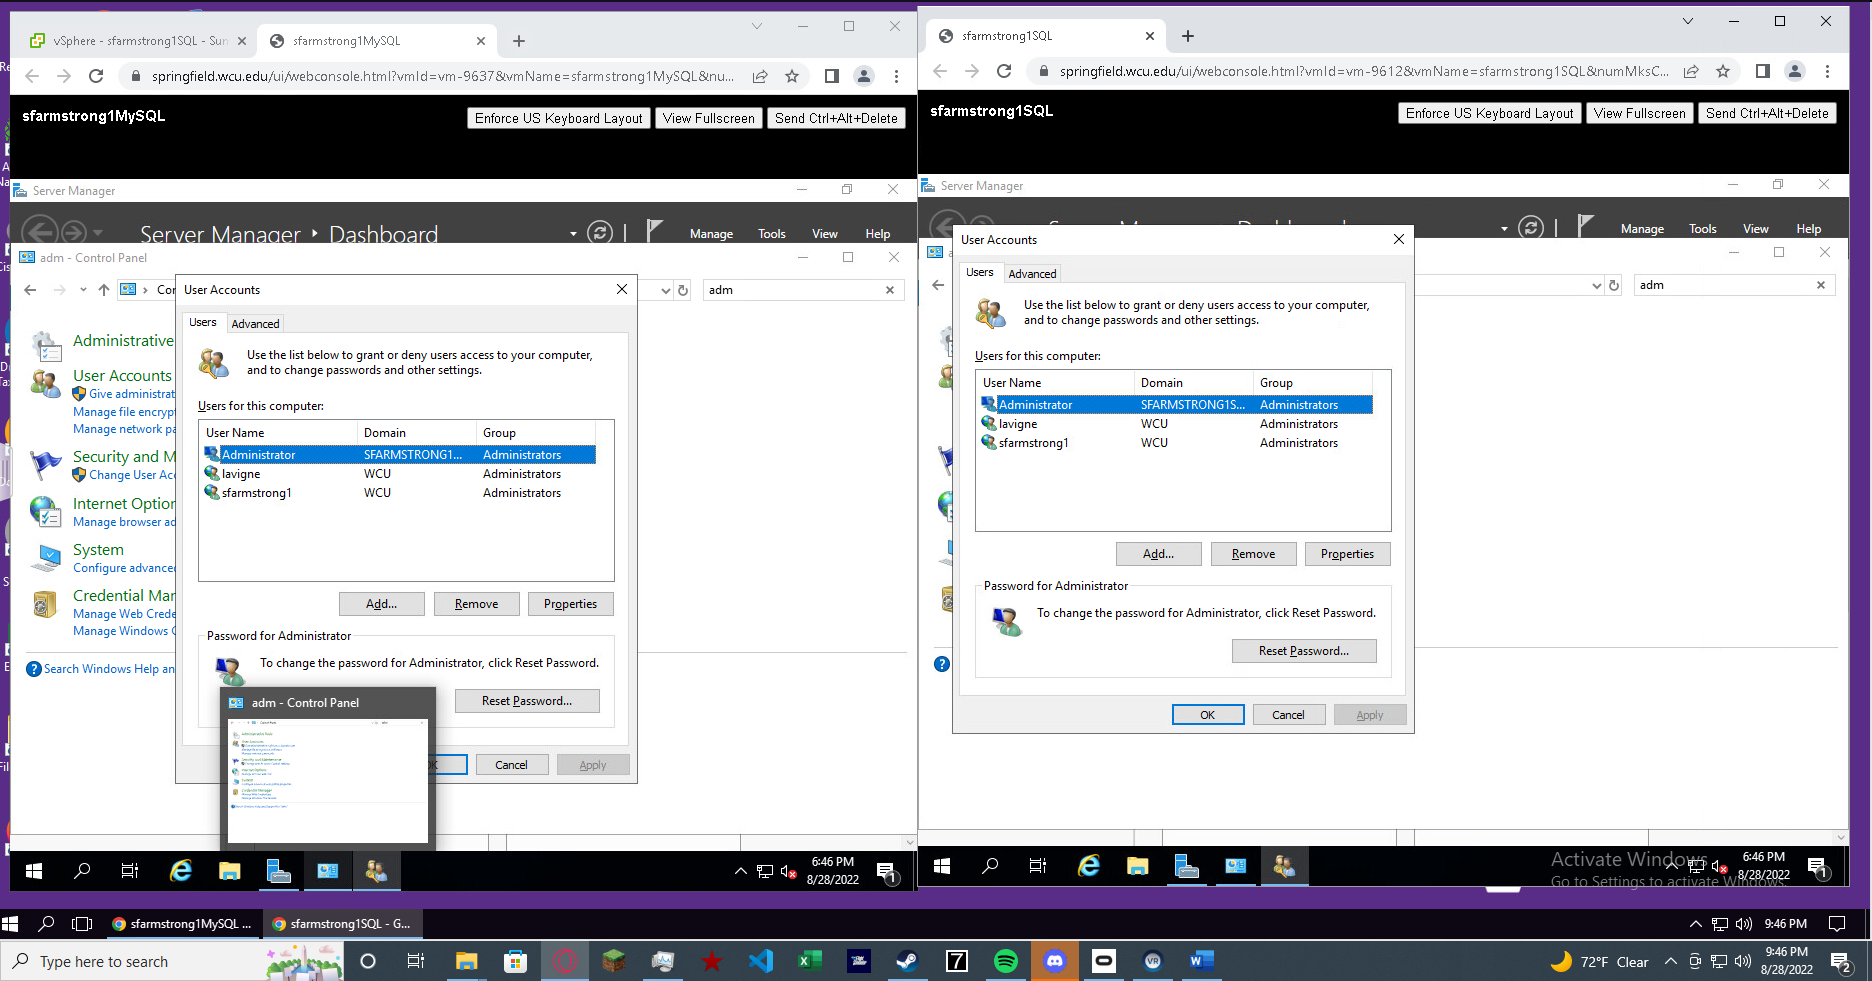 vSphere - sfarmstrong1SQL - Sun
sfarmstrong1MySQL
springfield.wcu.edu/ui/webconsole.html?vmId=vm-9637&vmName=sfarmstrong1MySQL&nu...
sfarmstrong1MySQL
Enforce US Keyboard Layout
View Fullscreen
Send Ctrl+Alt+Delete
Server Manager
Server Manager
Dashboard
Manage
Tools
View
Help
adm - Control Panel
Cor
adm
Administrative
User Accounts
Give administrat
Manage file encryp
Manage network pa
Security and M
Change User Acc
Internet Option
Manage browser ad
System
Configure advanced
Credential Man
Manage Web Crede
Manage Windows C
Search Windows Help an
User Accounts
Users
Advanced
Use the list below to grant or deny users access to your computer,
and to change passwords and other settings.
Users for this computer:
User Name Domain Group
Administrator SFARMSTRONG1... Administrators
lavigne WCU Administrators
sfarmstrong1 WCU Administrators
Add...
Remove
Properties
Password for Administrator
To change the password for Administrator, click Reset Password.
Reset Password...
adm - Control Panel
Cancel
Apply
6:46 PM
8/28/2022
1
sfarmstrong1SQL
springfield.wcu.edu/ui/webconsole.html?vmId=vm-9612&vmName=sfarmstrong1SQL&numMksC...
sfarmstrong1SQL
Enforce US Keyboard Layout
View Fullscreen
Send Ctrl+Alt+Delete
Server Manager
Manage
Tools
View
Help
adm
User Accounts
Users
Advanced
Use the list below to grant or deny users access to your computer,
and to change passwords and other settings.
Users for this computer:
User Name Domain Group
Administrator SFARMSTRONG1S... Administrators
lavigne WCU Administrators
sfarmstrong1 WCU Administrators
Add...
Remove
Properties
Password for Administrator
To change the password for Administrator, click Reset Password.
Reset Password...
OK
Cancel
Apply
Activate Windows
Go to Settings to activate Windows.
6:46 PM
8/28/2022
1
sfarmstrong1MySQL ...
sfarmstrong1SQL - G...
9:46 PM
Type here to search
7
VR
72°F Clear
9:46 PM
8/28/2022
2